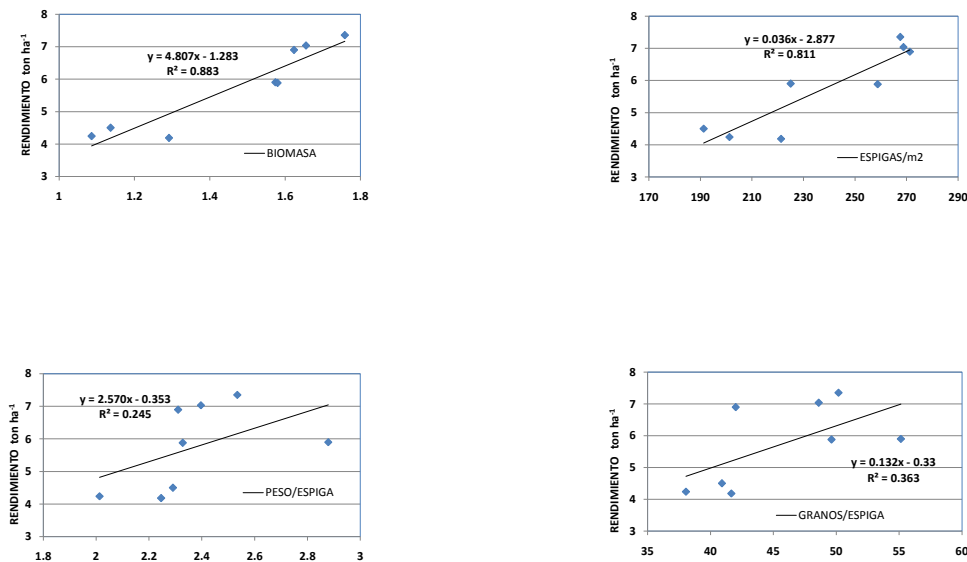 RENDIMIENTO ton ha⁻¹
8
7
6
5
4
3
y = 4.807x - 1.283
R² = 0.883
BIOMASA
1 1.2 1.4 1.6 1.8
RENDIMIENTO ton ha⁻¹
8
7
6
5
4
3
y = 0.036x - 2.877
R² = 0.811
ESPIGAS/m2
170 190 210 230 250 270 290
RENDIMIENTO ton ha⁻¹
8
7
6
5
4
3
y = 2.570x - 0.353
R² = 0.245
PESO/ESPIGA
1.8 2 2.2 2.4 2.6 2.8 3
RENDIMIENTO ton ha⁻¹
8
7
6
5
4
3
y = 0.132x - 0.33
R² = 0.363
GRANOS/ESPIGA
35 40 45 50 55 60